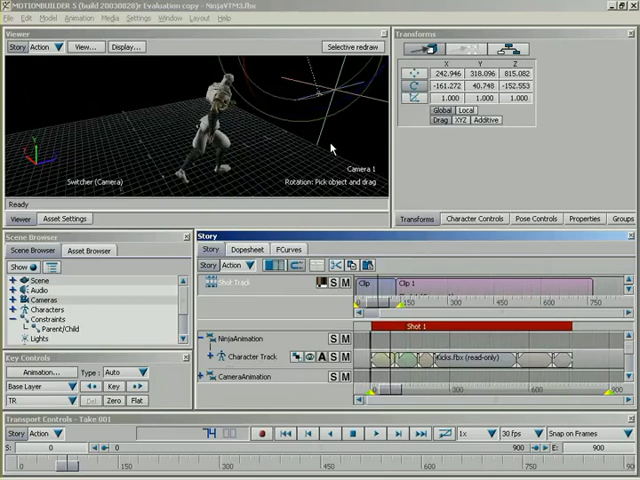 MOTIONBUILDER 5 (build 20030828) Evaluation copy - NinjaVTM3.fbx
File Edit Model Animation Media Settings Window Layout Help
Viewer
Story Action View... Display... Selective redraw
Camera 1
Switcher (Camera) Rotation: Pick object and drag
Ready
Viewer Asset Settings
Transforms
X Y Z
242.946 318.096 815.082
-161.272 40.748 -152.553
1.000 1.000 1.000
Global Local
Drag XYZ Additive
Transforms Character Controls Pose Controls Properties Groups
Scene Browser
Scene Browser Asset Browser
Show
Scene
Audio
Cameras
Characters
Constraints
Parent/Child
Lights
Key Controls
Animation... Type: Auto
Base Layer Key
TR Del Zero Flat
Story
Story Dopesheet FCurves
Story Action
Shot Track S M Clip Clip 1
150 300 450 600 750
Shot 1
NinjaAnimation S M
Character Track A S M Kicks.fbx (read-only)
CameraAnimation S M
0 300 600 900
Transport Controls - Take 001
Story Action 74 1x 30 fps Snap on Frames
S: 0 0 900 E: 900
0 150 300 450 600 750 900